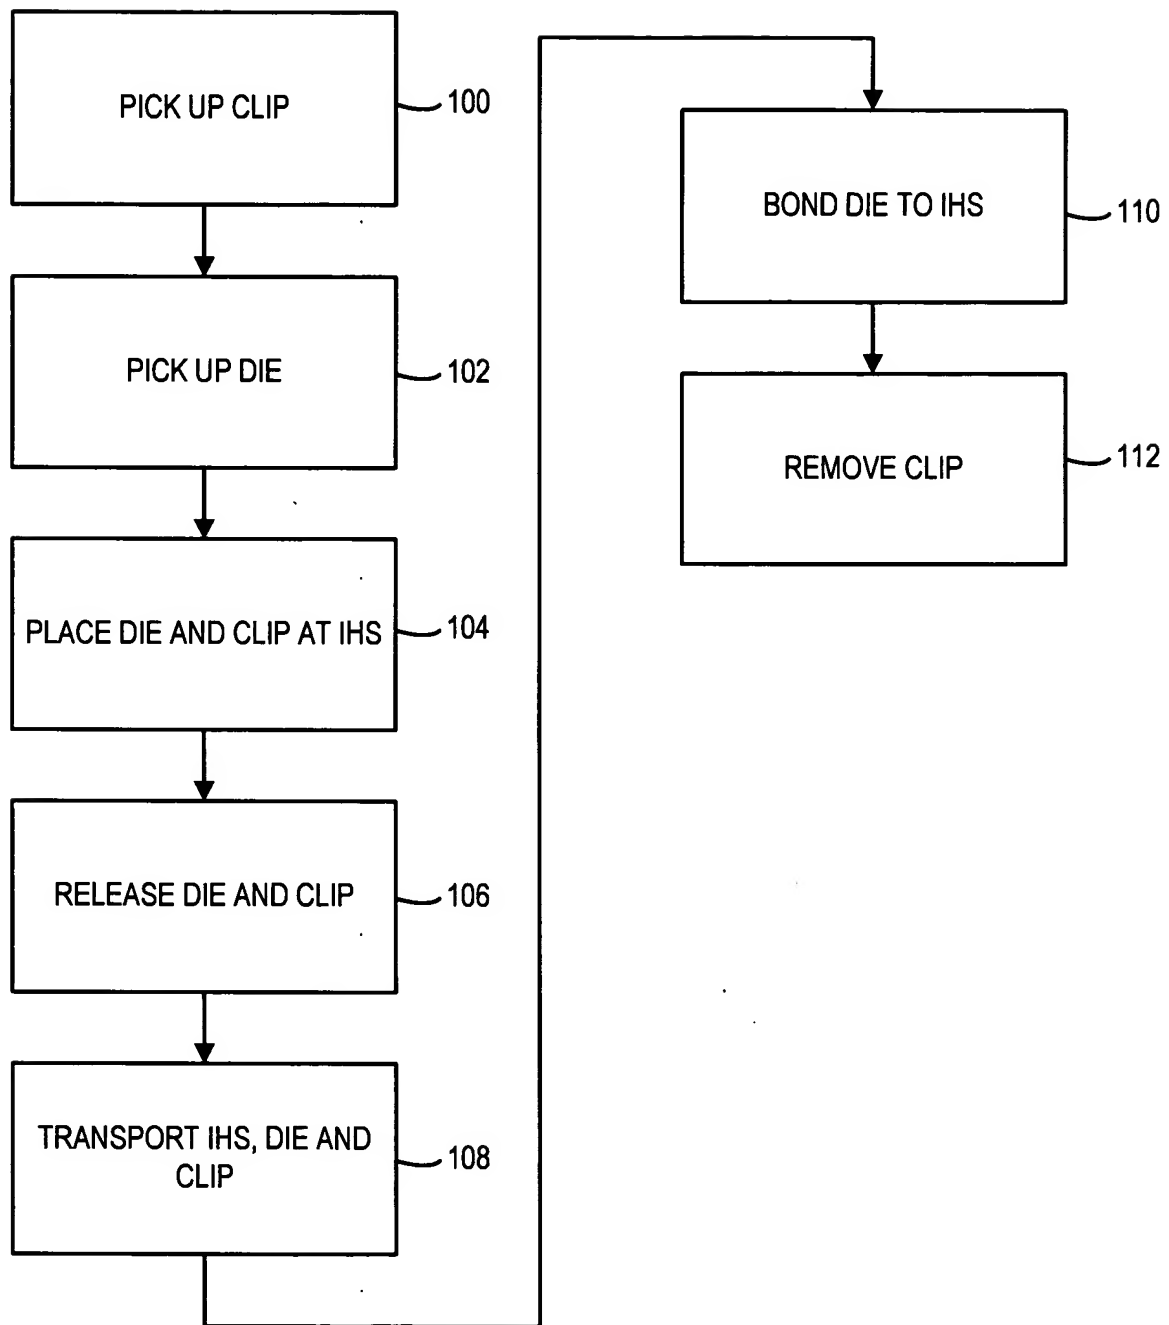 PICK UP CLIP
100
PICK UP DIE
102
PLACE DIE AND CLIP AT IHS
104
RELEASE DIE AND CLIP
106
TRANSPORT IHS, DIE AND
CLIP
108
BOND DIE TO IHS
110
REMOVE CLIP
112